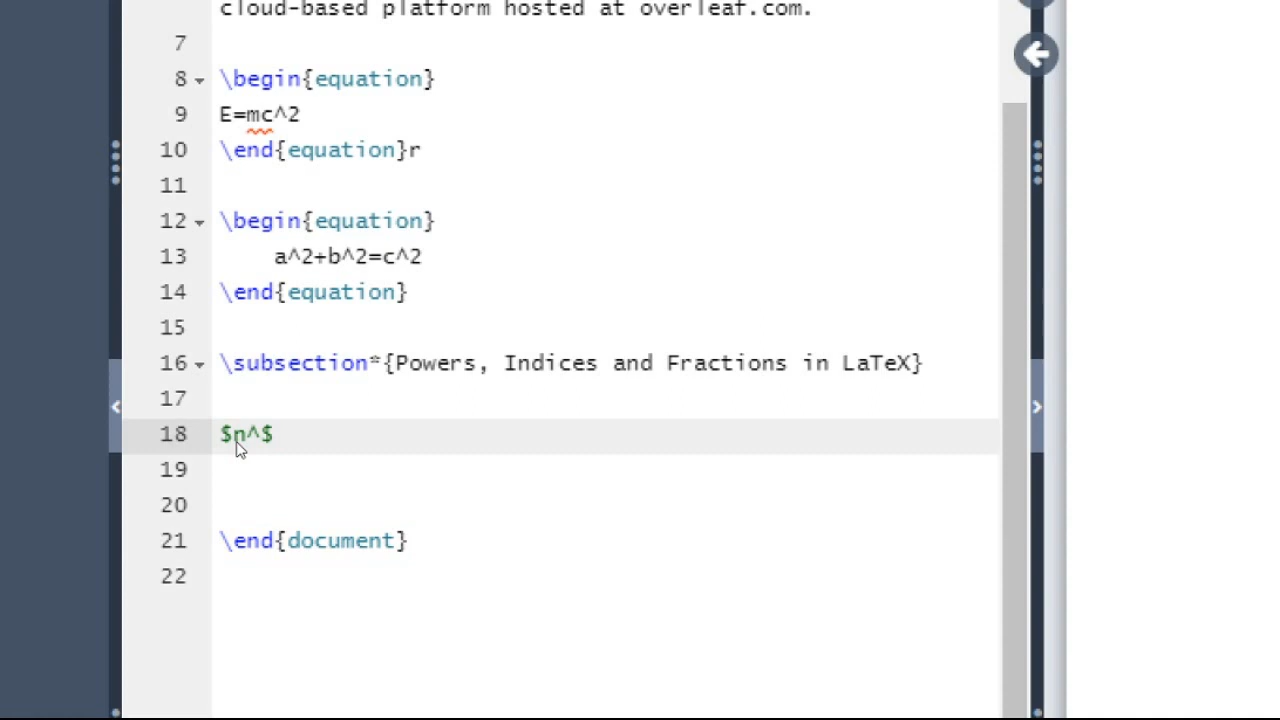 cloud-based platform hosted at overleaf.com.
7
8 \begin{equation}
9 E=mc^2
10 \end{equation}r
11
12 \begin{equation}
13 a^2+b^2=c^2
14 \end{equation}
15
16 \subsection*{Powers, Indices and Fractions in LaTeX}
17
18 $n^$
19
20
21 \end{document}
22